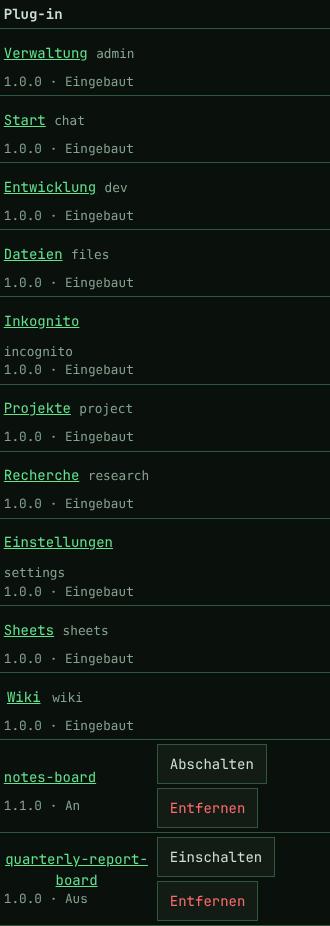 Plug-in
Verwaltung admin
1.0.0 · Eingebaut
Start chat
1.0.0 · Eingebaut
Entwicklung dev
1.0.0 · Eingebaut
Dateien files
1.0.0 · Eingebaut
Inkognito
incognito
1.0.0 · Eingebaut
Projekte project
1.0.0 · Eingebaut
Recherche research
1.0.0 · Eingebaut
Einstellungen
settings
1.0.0 · Eingebaut
Sheets sheets
1.0.0 · Eingebaut
Wiki wiki
1.0.0 · Eingebaut
notes-board
1.1.0 · An
Abschalten
Entfernen
quarterly-report-
board
1.0.0 · Aus
Einschalten
Entfernen